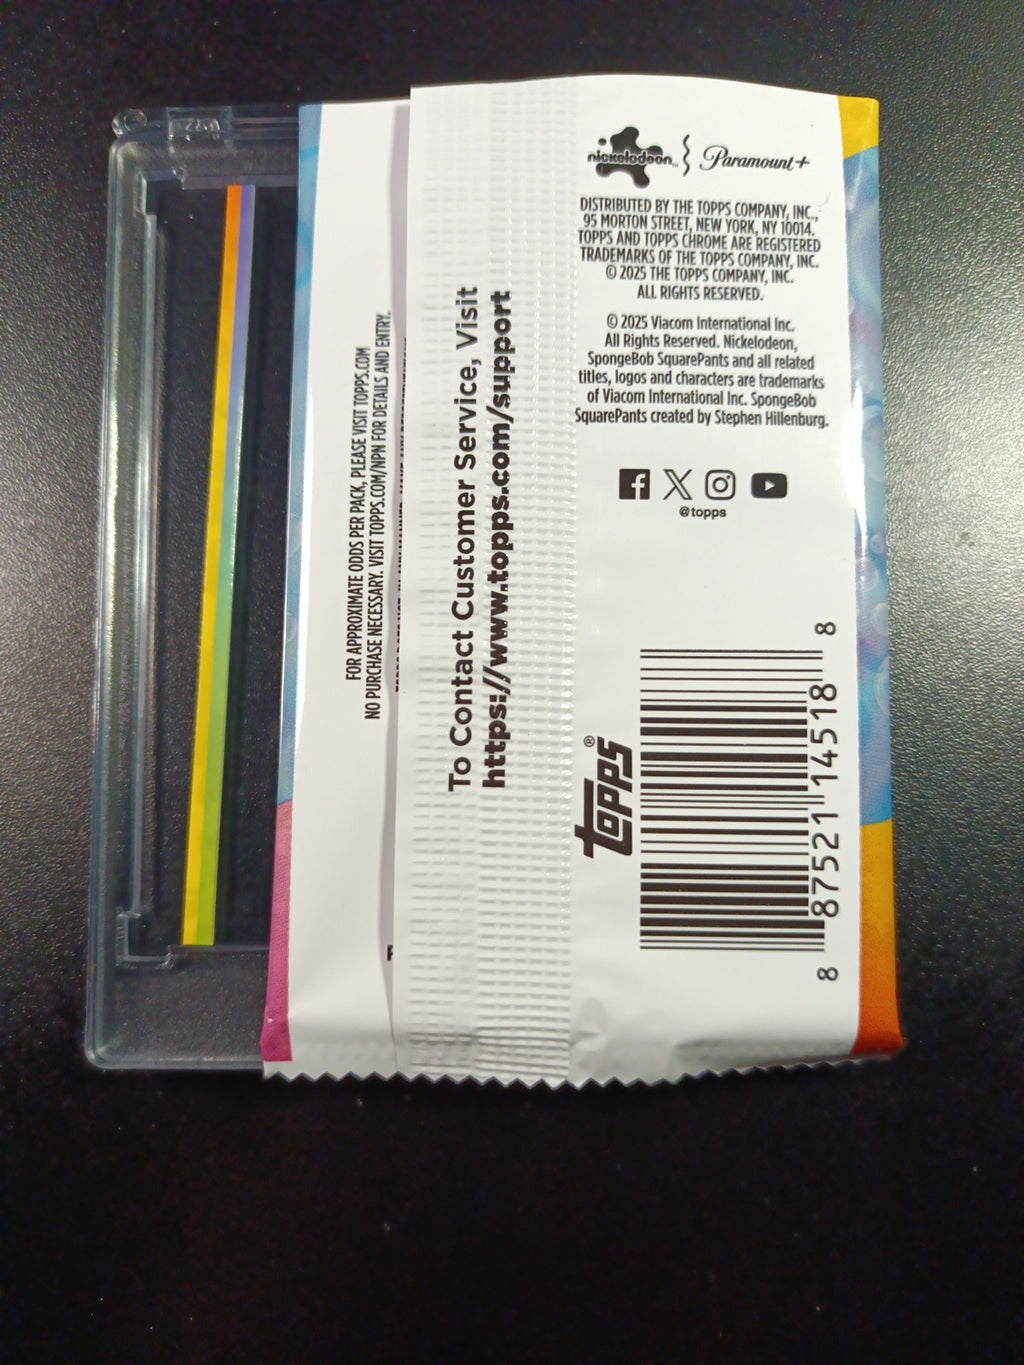 nickelodeon™ Paramount+
DISTRIBUTED BY THE TOPPS COMPANY, INC.,
95 MORTON STREET, NEW YORK, NY 10014.
TOPPS AND TOPPS CHROME ARE REGISTERED
TRADEMARKS OF THE TOPPS COMPANY, INC.
© 2025 THE TOPPS COMPANY, INC.
ALL RIGHTS RESERVED.
© 2025 Viacom International Inc.
All Rights Reserved. Nickelodeon,
SpongeBob SquarePants and all related
titles, logos and characters are trademarks
of Viacom International Inc. SpongeBob
SquarePants created by Stephen Hillenburg.
@topps
FOR APPROXIMATE ODDS PER PACK, PLEASE VISIT TOPPS.COM
NO PURCHASE NECESSARY. VISIT TOPPS.COM/NPN FOR DETAILS AND ENTRY.
To Contact Customer Service, Visit
https://www.topps.com/support
topps®
8 87521 14518 8